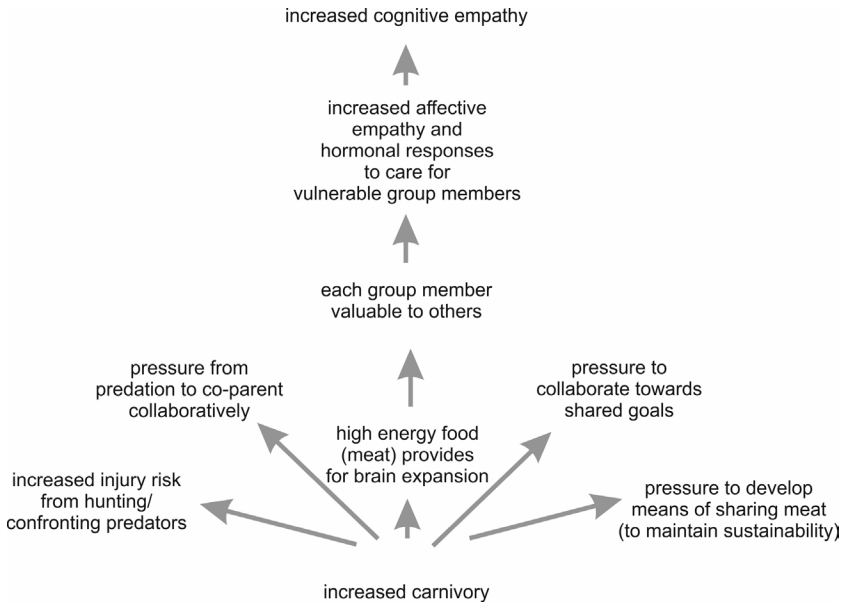 increased cognitive empathy
increased affective
empathy and
hormonal responses
to care for
vulnerable group members
each group member
valuable to others
pressure from
predation to co-parent
collaboratively
pressure to
collaborate towards
shared goals
high energy food
(meat) provides
for brain expansion
increased injury risk
from hunting/
confronting predators
pressure to develop
means of sharing meat
(to maintain sustainability)
increased carnivory